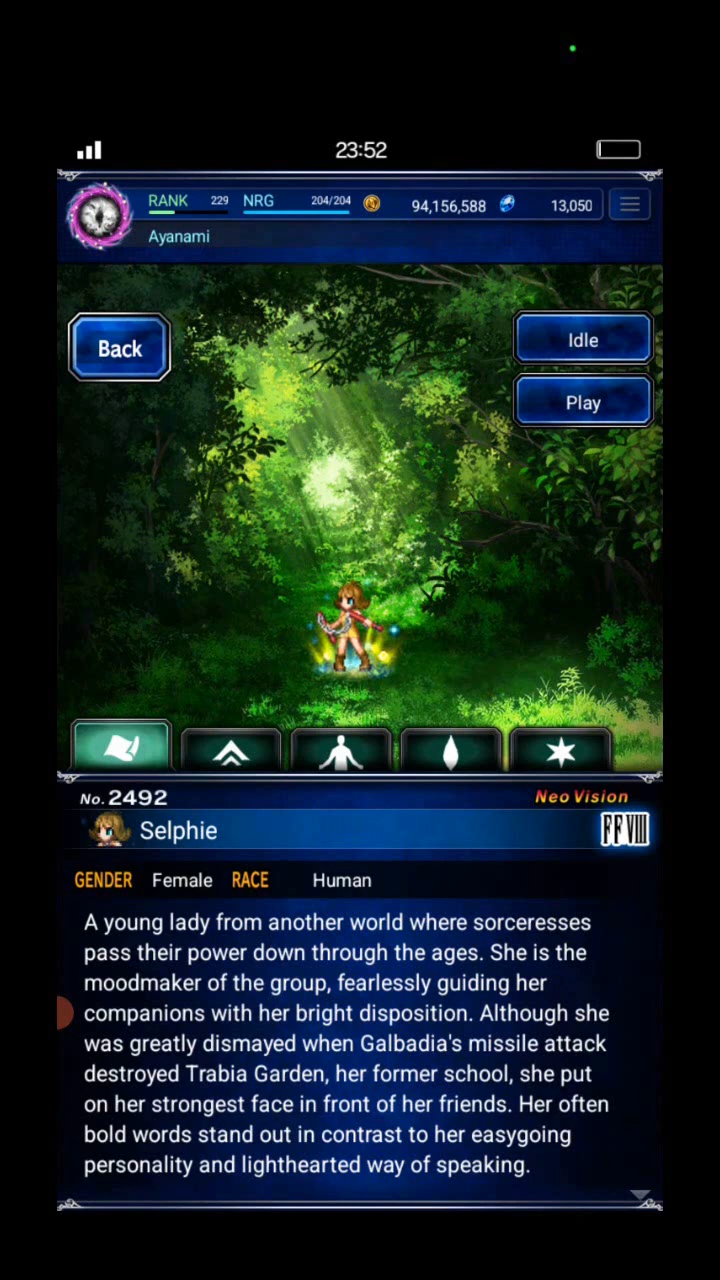 23:52
RANK 229 NRG 204/204 94,156,588 13,050
Ayanami
Back
Idle
Play
No.2492 Neo Vision
Selphie FFVIII
GENDER Female RACE Human
A young lady from another world where sorceresses
pass their power down through the ages. She is the
moodmaker of the group, fearlessly guiding her
companions with her bright disposition. Although she
was greatly dismayed when Galbadia's missile attack
destroyed Trabia Garden, her former school, she put
on her strongest face in front of her friends. Her often
bold words stand out in contrast to her easygoing
personality and lighthearted way of speaking.